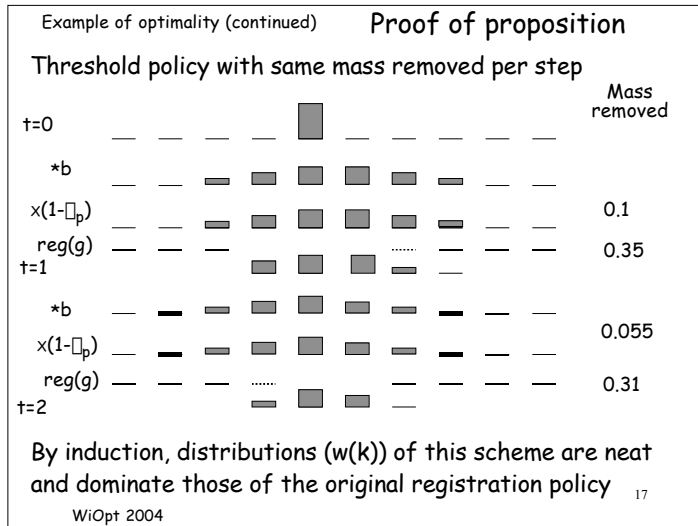 Example of optimality (continued) Proof of proposition
Threshold policy with same mass removed per step
Mass
removed
t=0
*b
x(1-□p) 0.1
reg(g) 0.35
t=1
*b
0.055
x(1-□p)
reg(g) 0.31
t=2
By induction, distributions (w(k)) of this scheme are neat
and dominate those of the original registration policy 17
WiOpt 2004